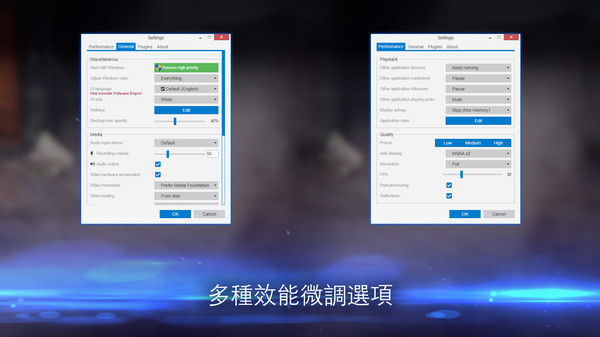 Settings
Performance General Plugins About
Miscellaneous
Start with Windows Remove high priority
Adjust Windows color Everything
UI language Default (English)
Help translate Wallpaper Engine!
UI skin White
Hotkeys Edit
Desktop icon opacity 40%
Media
Audio input device Default
Recording volume 50
Audio output
Video hardware acceleration
Video framework Prefer Media Foundation
Video loading From disk
OK Cancel
Settings
Performance General Plugins About
Playback
Other application focused Keep running
Other application maximized Pause
Other application fullscreen Pause
Other application playing audio Mute
Display asleep Stop (free memory)
Application rules Edit
Quality
Preset Low Medium High
Anti-aliasing MSAA x2
Resolution Full
FPS 30
Post-processing
Reflections
OK Cancel
多種效能微調選項